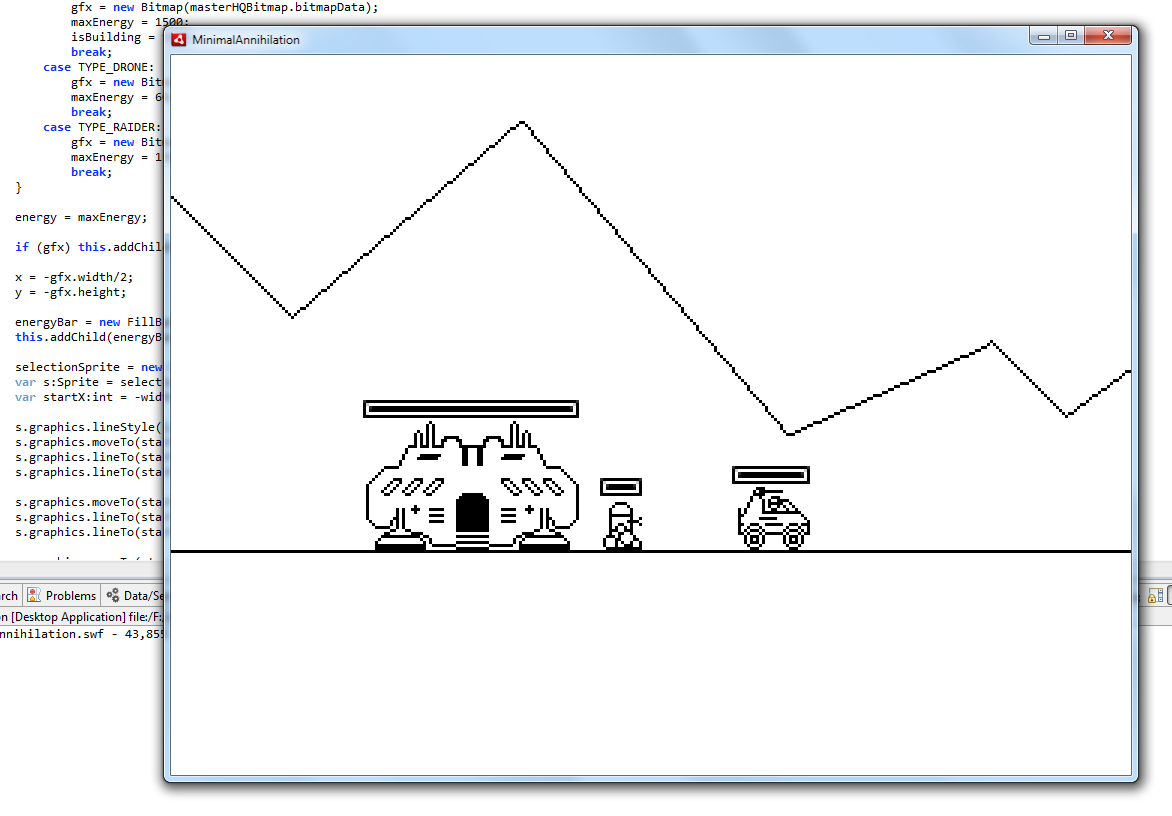 gfx = new Bitmap(masterHQBitmap.bitmapData);
maxEnergy = 1500;
isBuilding =
break;
case TYPE_DRONE:
gfx = new Bit
maxEnergy = 6
break;
case TYPE_RAIDER:
gfx = new Bit
maxEnergy = 1
break;
}
energy = maxEnergy;
if (gfx) this.addChil
x = -gfx.width/2;
y = -gfx.height;
energyBar = new FillB
this.addChild(energyB
selectionSprite = new
var s:Sprite = select
var startX:int = -wid
s.graphics.lineStyle(
s.graphics.moveTo(sta
s.graphics.lineTo(sta
s.graphics.lineTo(sta
s.graphics.moveTo(sta
s.graphics.lineTo(sta
s.graphics.lineTo(sta
MinimalAnnihilation
rch Problems Data/Se
n [Desktop Application] file:/F:
nnihilation.swf - 43,855